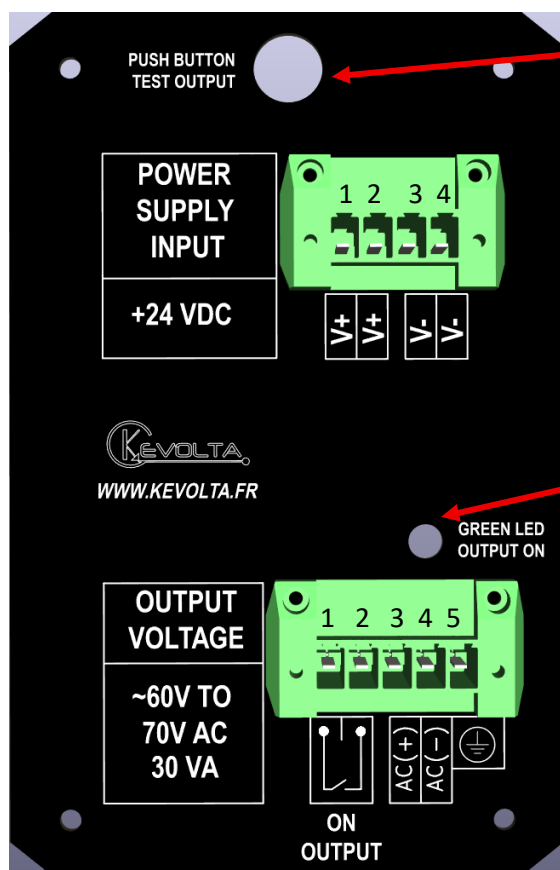 PUSH BUTTON
TEST OUTPUT
POWER
SUPPLY
INPUT
+24 VDC
1 2 3 4
V+ V+ V- V-
KEVOLTA
WWW.KEVOLTA.FR
GREEN LED
OUTPUT ON
OUTPUT
VOLTAGE
~60V TO
70V AC
30 VA
1 2 3 4 5
AC(+) AC(-)
ON
OUTPUT